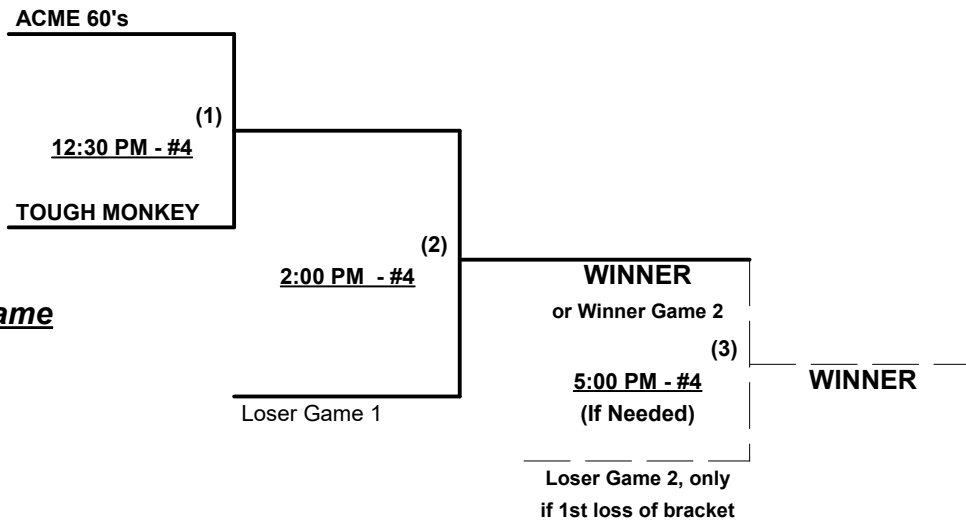 ACME 60's
(1)
12:30 PM - #4
TOUGH MONKEY
(2)
2:00 PM - #4
WINNER
or Winner Game 2
(3)
5:00 PM - #4
WINNER
(If Needed)
Loser Game 1
Loser Game 2, only
if 1st loss of bracket